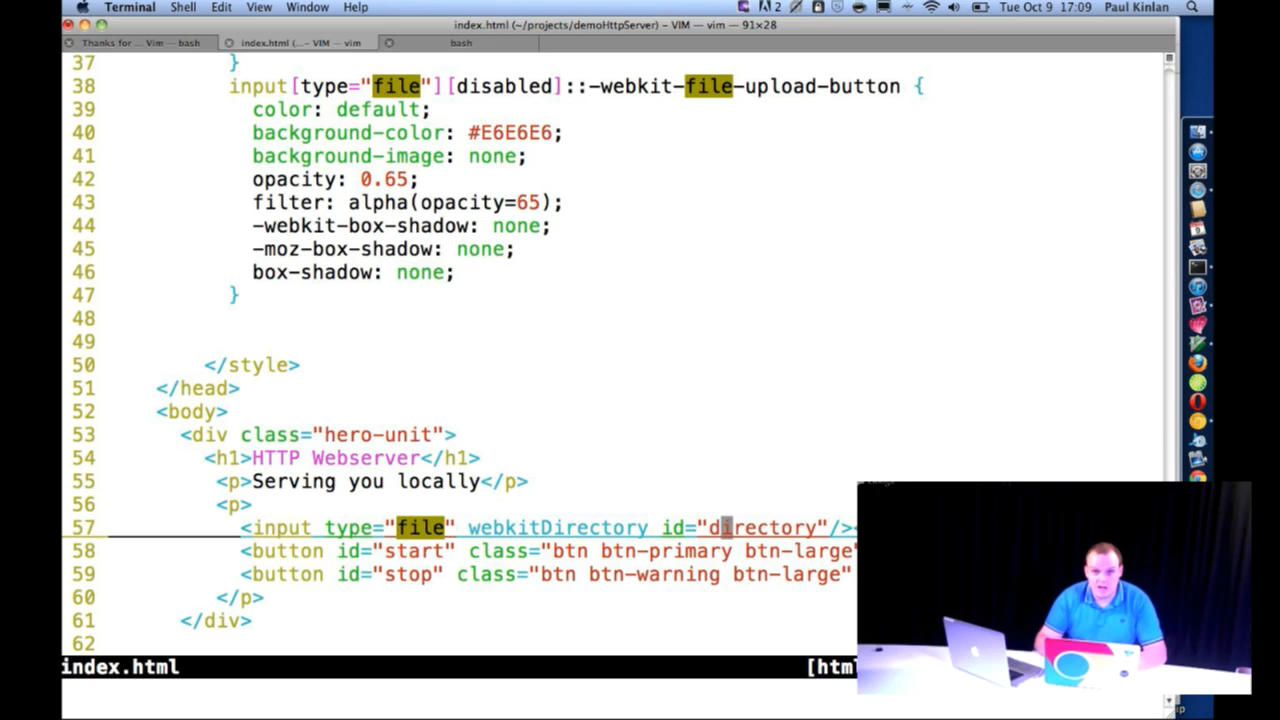 Terminal Shell Edit View Window Help 2 Tue Oct 9 17:09 Paul Kinlan
index.html (~/projects/demoHttpServer) – VIM — vim — 91×28
Thanks for ... Vim — bash index.html (...– VIM — vim bash
37 }
38 input[type="file"][disabled]::-webkit-file-upload-button {
39 color: default;
40 background-color: #E6E6E6;
41 background-image: none;
42 opacity: 0.65;
43 filter: alpha(opacity=65);
44 -webkit-box-shadow: none;
45 -moz-box-shadow: none;
46 box-shadow: none;
47 }
48
49
50 </style>
51 </head>
52 <body>
53 <div class="hero-unit">
54 <h1>HTTP Webserver</h1>
55 <p>Serving you locally</p>
56 <p>
57 <input type="file" webkitDirectory id="directory"/><
58 <button id="start" class="btn btn-primary btn-large"
59 <button id="stop" class="btn btn-warning btn-large"
60 </p>
61 </div>
62
index.html [html